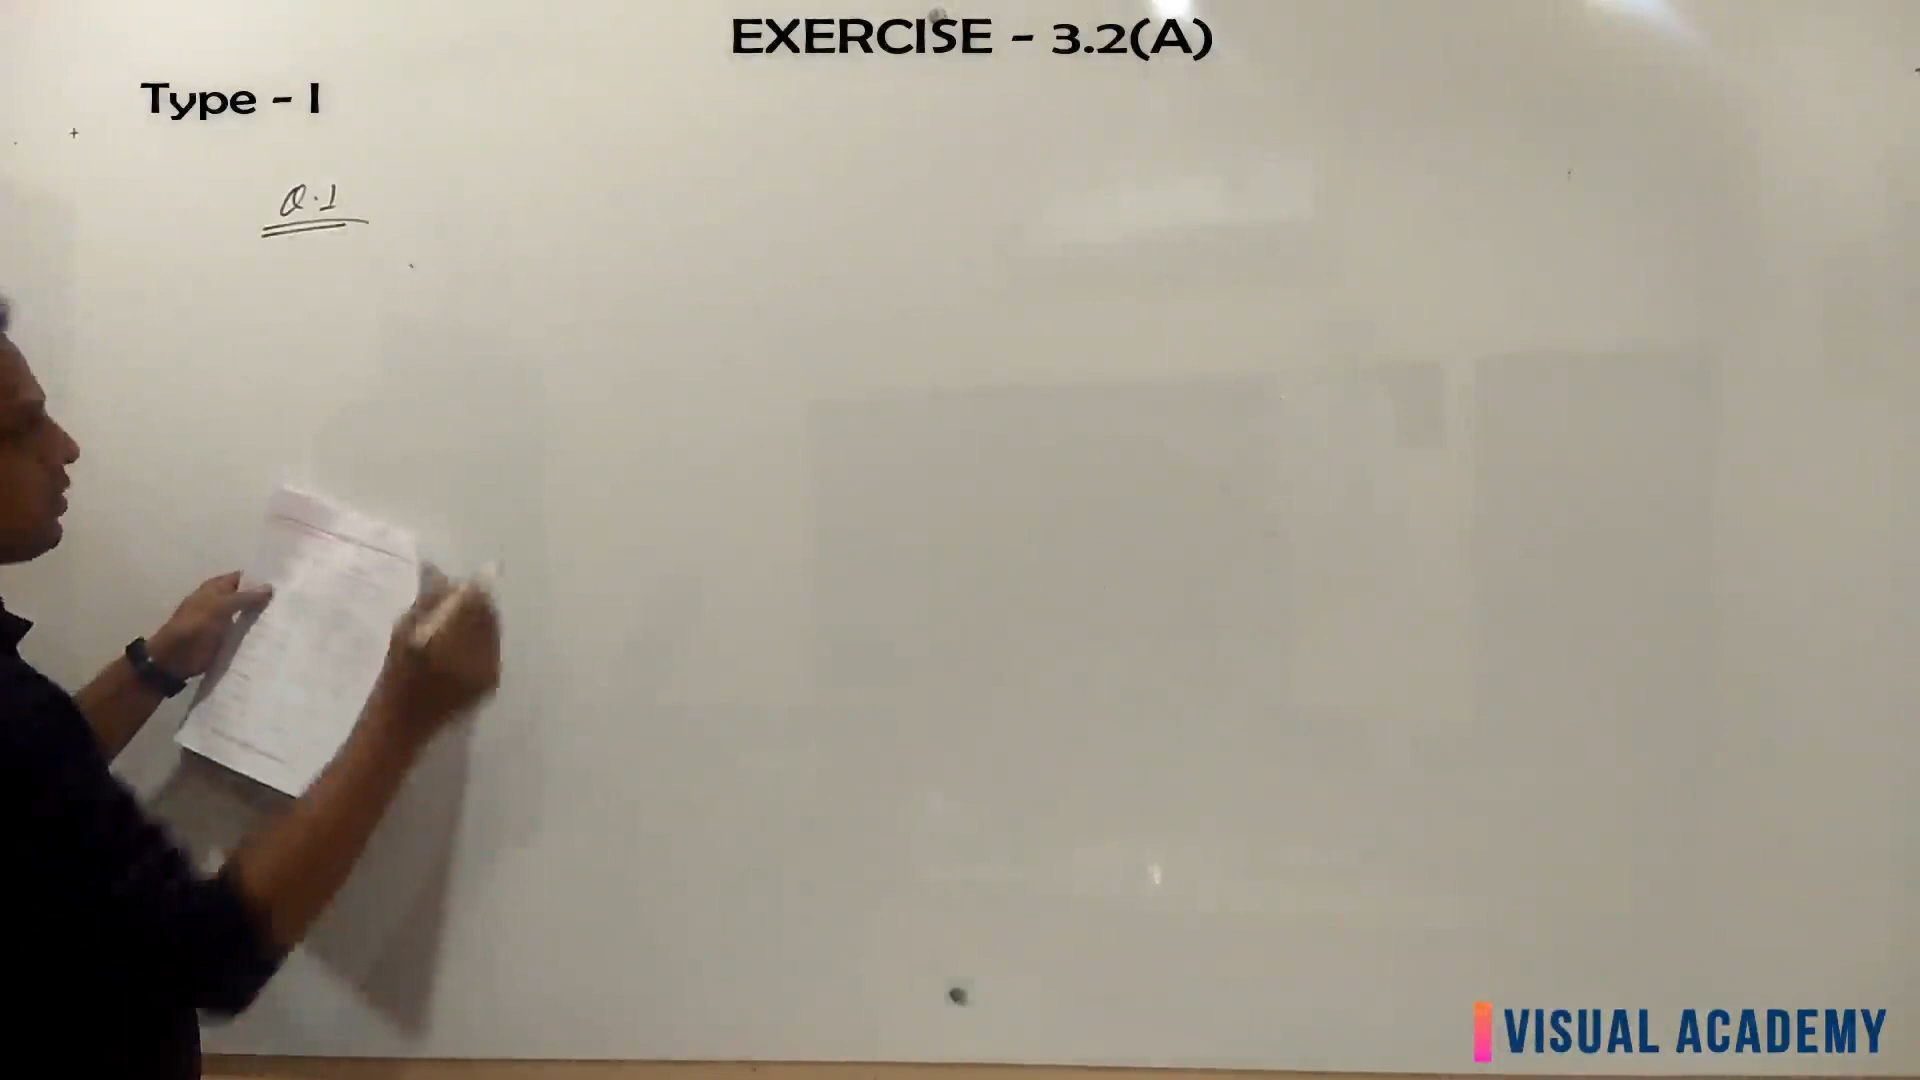 EXERCISE - 3.2(A)
Type - I
Q.1
VISUAL ACADEMY